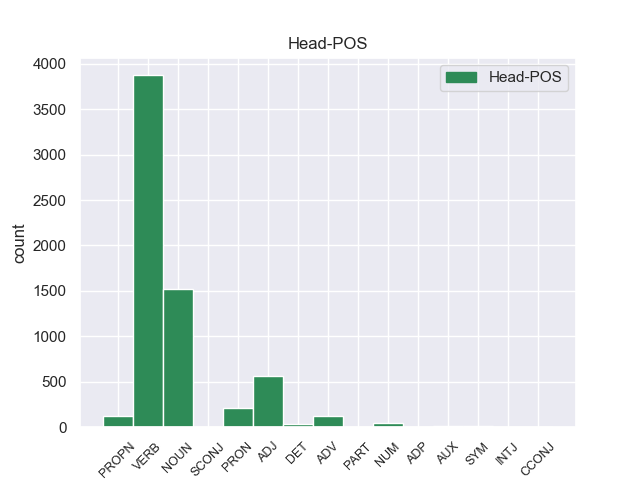 Head-POS
Head-POS
4000
3500
3000
2500
2000
1500
1000
500
0
count
PROPN
VERB
NOUN
SCONJ
PRON
ADJ
DET
ADV
PART
NUM
ADP
AUX
SYM
INTJ
CCONJ